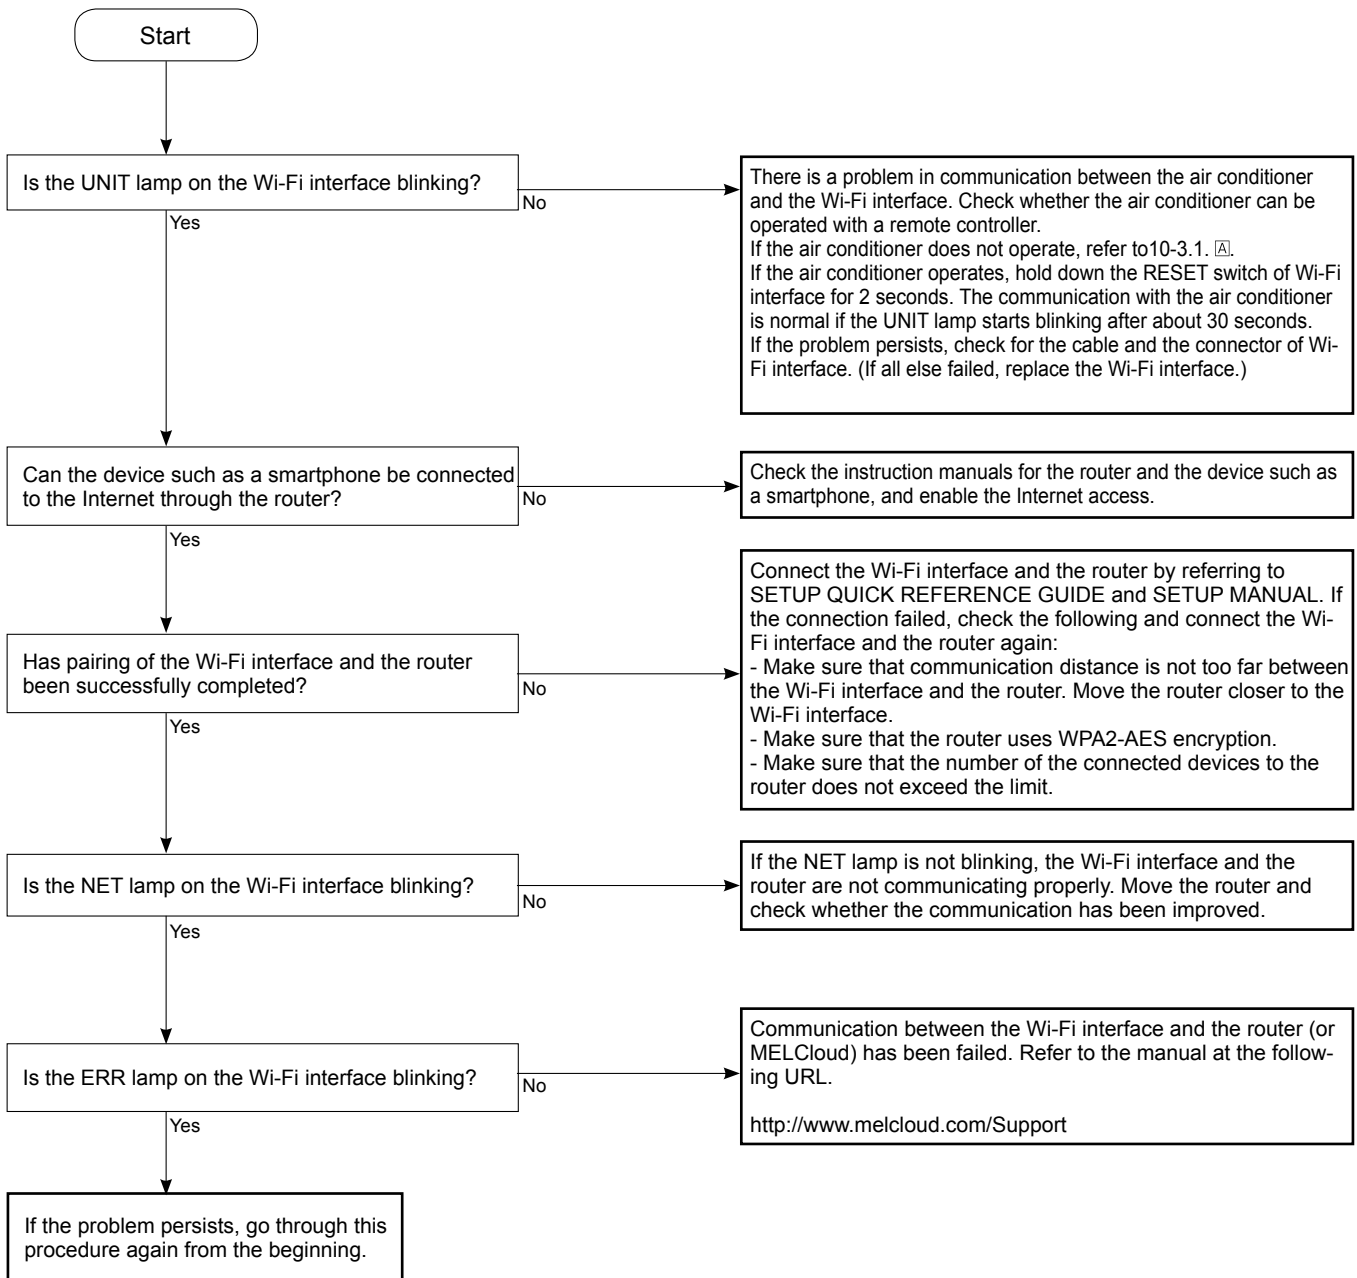 Start
Is the UNIT lamp on the Wi-Fi interface blinking?
No
Yes
There is a problem in communication between the air conditioner
and the Wi-Fi interface. Check whether the air conditioner can be
operated with a remote controller.
If the air conditioner does not operate, refer to10-3.1. 🄰.
If the air conditioner operates, hold down the RESET switch of Wi-Fi
interface for 2 seconds. The communication with the air conditioner
is normal if the UNIT lamp starts blinking after about 30 seconds.
If the problem persists, check for the cable and the connector of Wi-
Fi interface. (If all else failed, replace the Wi-Fi interface.)
Can the device such as a smartphone be connected
to the Internet through the router?
No
Yes
Check the instruction manuals for the router and the device such as
a smartphone, and enable the Internet access.
Has pairing of the Wi-Fi interface and the router
been successfully completed?
No
Yes
Connect the Wi-Fi interface and the router by referring to
SETUP QUICK REFERENCE GUIDE and SETUP MANUAL. If
the connection failed, check the following and connect the Wi-
Fi interface and the router again:
- Make sure that communication distance is not too far between
the Wi-Fi interface and the router. Move the router closer to the
Wi-Fi interface.
- Make sure that the router uses WPA2-AES encryption.
- Make sure that the number of the connected devices to the
router does not exceed the limit.
Is the NET lamp on the Wi-Fi interface blinking?
No
Yes
If the NET lamp is not blinking, the Wi-Fi interface and the
router are not communicating properly. Move the router and
check whether the communication has been improved.
Is the ERR lamp on the Wi-Fi interface blinking?
No
Yes
Communication between the Wi-Fi interface and the router (or
MELCloud) has been failed. Refer to the manual at the follow-
ing URL.
http://www.melcloud.com/Support
If the problem persists, go through this
procedure again from the beginning.